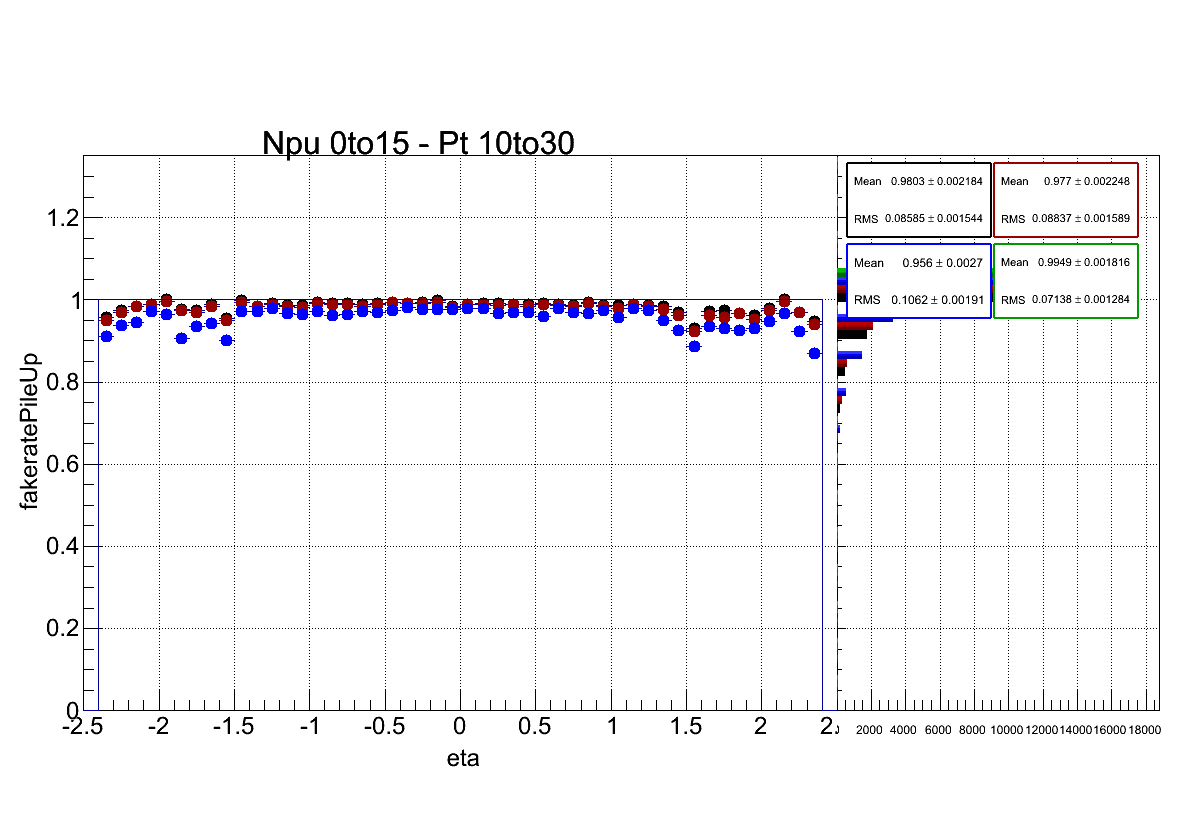 Npu 0to15 - Pt 10to30
Mean 0.9803 ± 0.002184
RMS 0.08585 ± 0.001544
Mean 0.977 ± 0.002248
RMS 0.08837 ± 0.001589
Mean 0.956 ± 0.0027
RMS 0.1062 ± 0.00191
Mean 0.9949 ± 0.001816
RMS 0.07138 ± 0.001284
fakeratePileUp
1.2
1
0.8
0.6
0.4
0.2
0
-2.5 -2 -1.5 -1 -0.5 0 0.5 1 1.5 2 2.
2000 4000 6000 8000 10000 12000 14000 16000 18000
eta